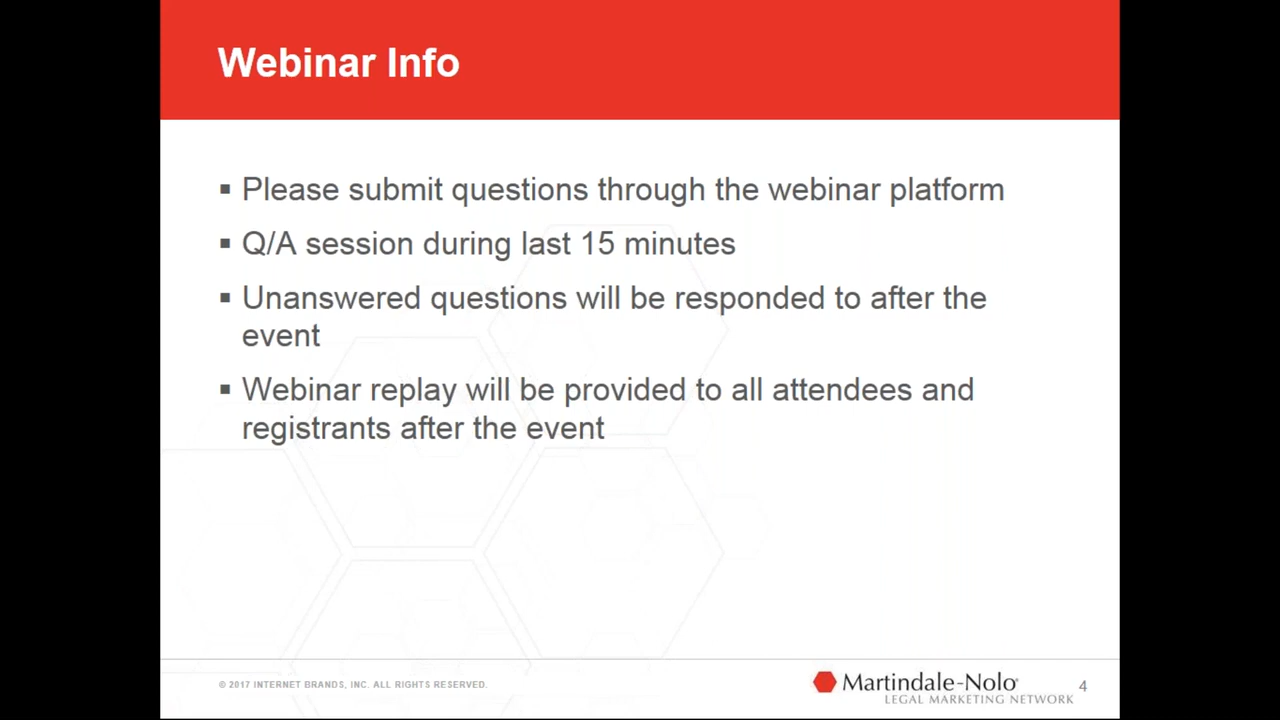 Webinar Info
▪ Please submit questions through the webinar platform
▪ Q/A session during last 15 minutes
▪ Unanswered questions will be responded to after the
event
▪ Webinar replay will be provided to all attendees and
registrants after the event
© 2017 INTERNET BRANDS, INC. ALL RIGHTS RESERVED.
Martindale-Nolo®
LEGAL MARKETING NETWORK
4